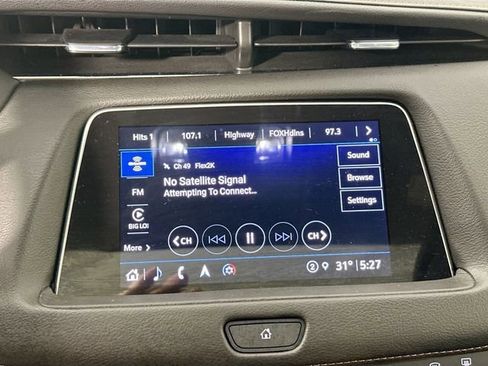 Hits 1 107.1 Highway FOXHdlns 97.3
Ch 49 Flex2K
Sound
No Satellite Signal
Attempting To Connect...
Browse
FM
Settings
BIG LOI
CH CH
More
2 31° 5:27